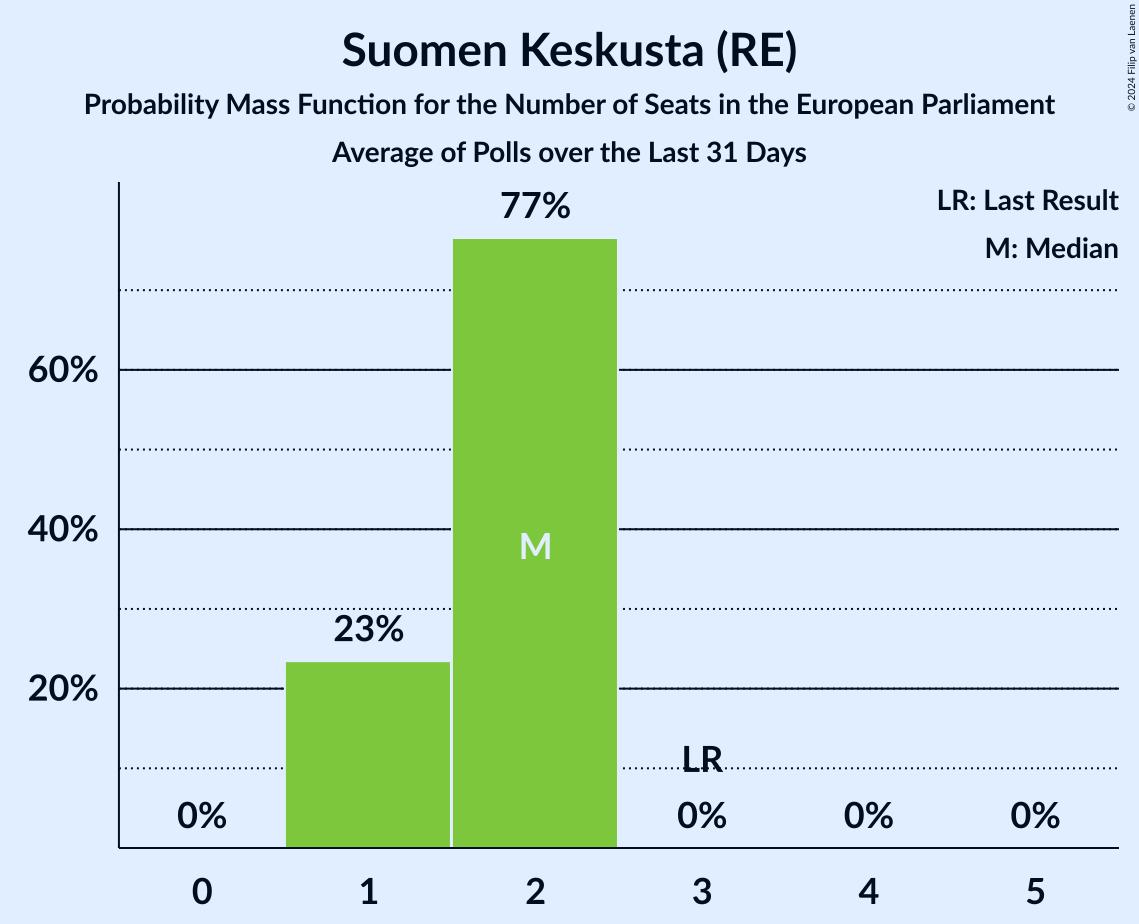 Suomen Keskusta (RE)
Probability Mass Function for the Number of Seats in the European Parliament
Average of Polls over the Last 31 Days
© 2024 Filip van Laenen
LR: Last Result
M: Median
77%
60%
40%
M
23%
20%
LR
0%
0%
0%
0%
0
1
2
3
4
5